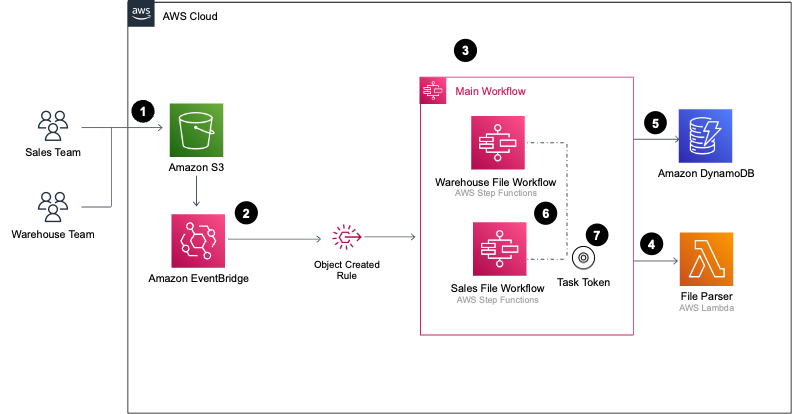 aws
AWS Cloud
3
1
Main Workflow
5
Sales Team
Amazon S3
Amazon DynamoDB
Warehouse File Workflow
AWS Step Functions
2
6
7
4
Warehouse Team
Amazon EventBridge
Object Created
Rule
Sales File Workflow
AWS Step Functions
Task Token
File Parser
AWS Lambda